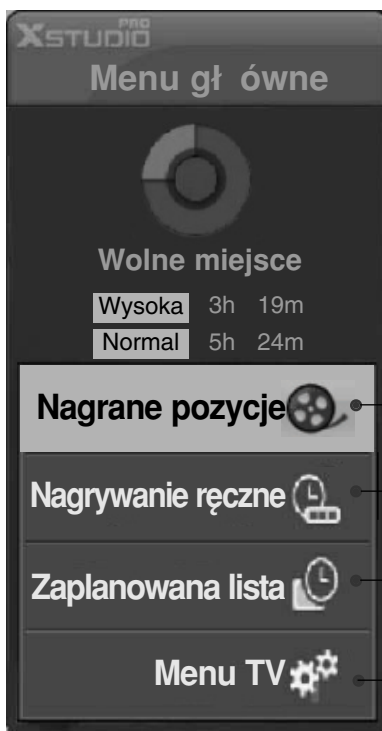 XSTUDIO PRO
Menu gł ówne
Wolne miejsce
Wysoka 3h 19m
Normal 5h 24m
Nagrane pozycje
Nagrywanie ręczne
Zaplanowana lista
Menu TV